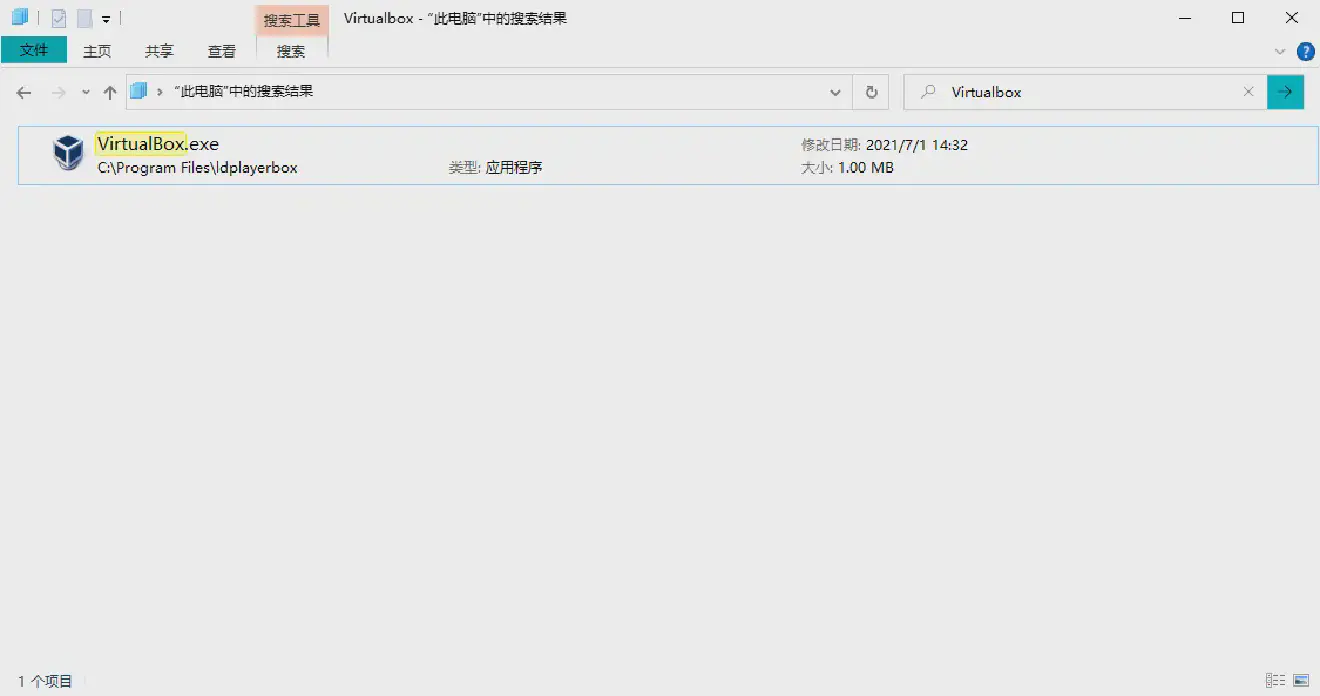 搜索工具
Virtualbox - “此电脑”中的搜索结果
文件 主页 共享 查看 搜索
?
“此电脑”中的搜索结果
Virtualbox
VirtualBox.exe
修改日期: 2021/7/1 14:32
C:\Program Files\ldplayerbox
类型: 应用程序
大小: 1.00 MB
1 个项目